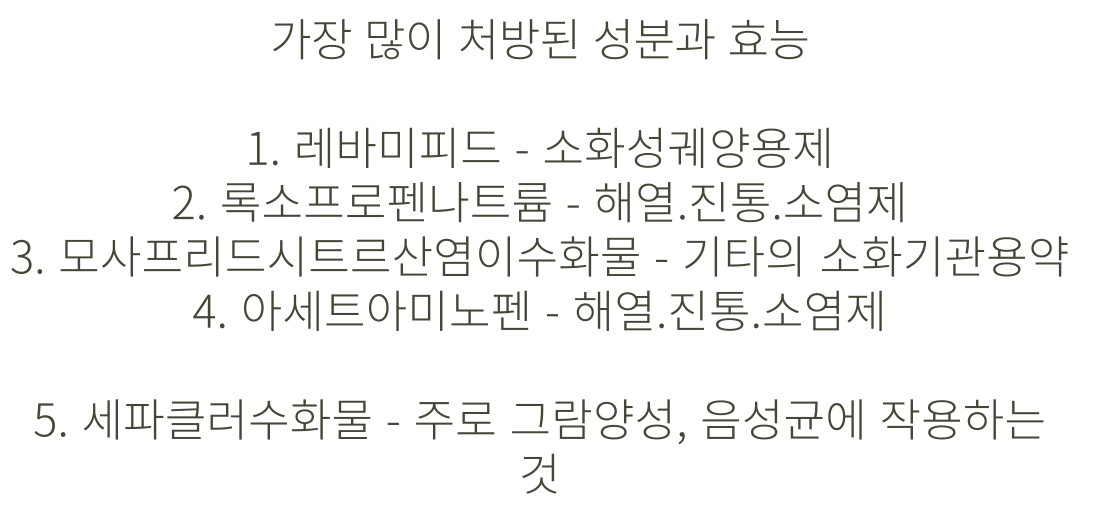 가장 많이 처방된 성분과 효능
1. 레바미피드 - 소화성궤양용제
2. 록소프로펜나트륨 - 해열.진통.소염제
3. 모사프리드시트르산염이수화물 - 기타의 소화기관용약
4. 아세트아미노펜 - 해열.진통.소염제
5. 세파클러수화물 - 주로 그람양성, 음성균에 작용하는
것